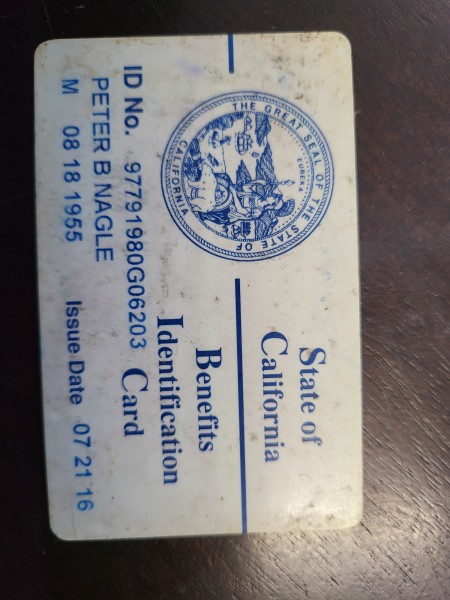 State of
California
THE GREAT SEAL OF THE STATE OF CALIFORNIA
EUREKA
Benefits
Identification
Card
ID No. 97791980G06203
PETER B NAGLE
M 08 18 1955 Issue Date 07 21 16